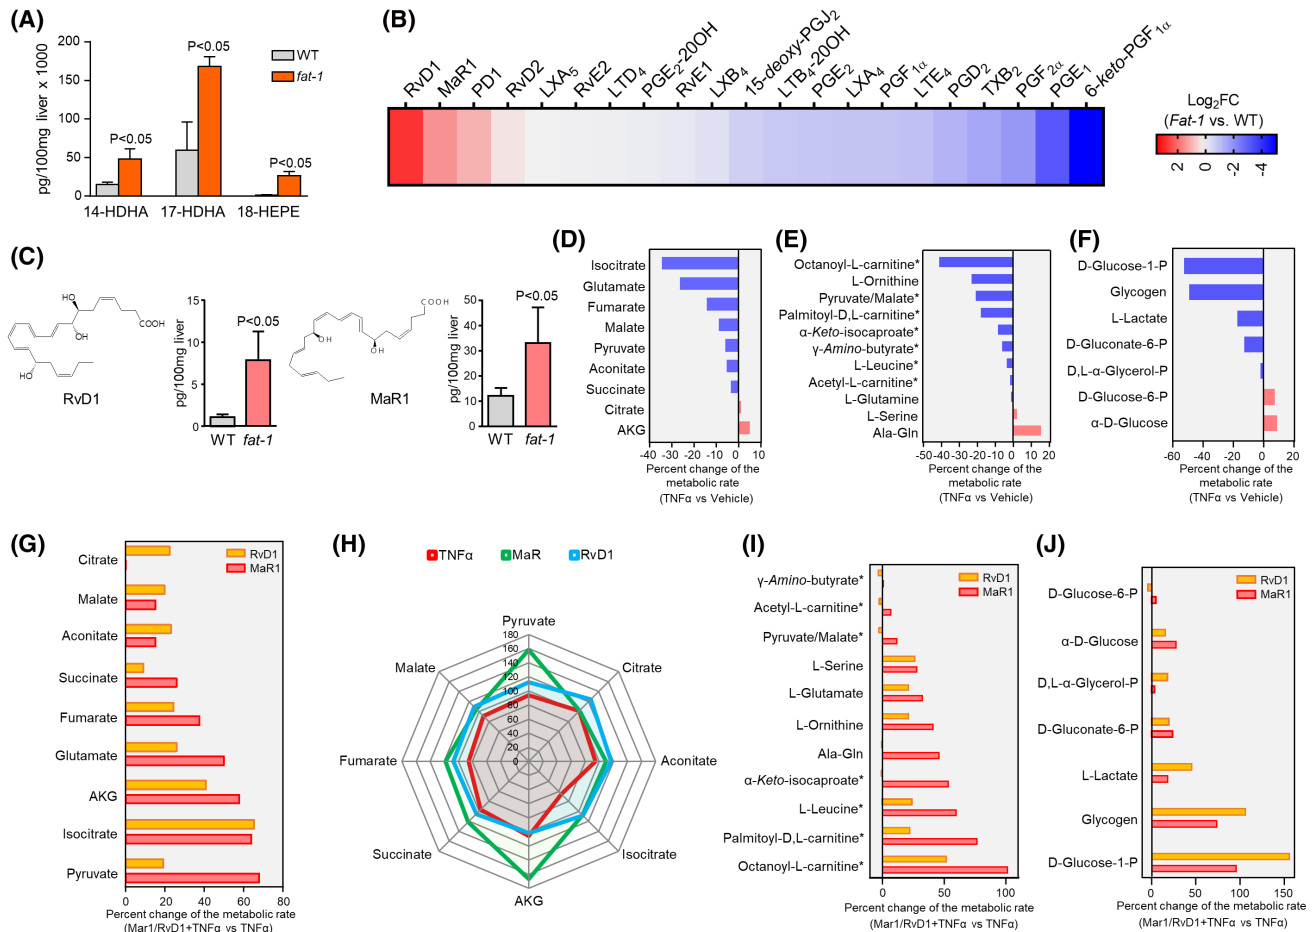 (A)
200
150
100
50
0
pg/100mg liver x 1000
WT
fat-1
P<0.05
P<0.05
P<0.05
14-HDHA
17-HDHA
18-HEPE
(B)
RvD1
MaR1
PD1
RvD2
LXA5
RvE2
LTD4
PGE2-20OH
RvE1
LXB4
15-deoxy-PGJ2
LTB4-20OH
PGE2
LXA4
PGF1α
LTE4
PGD2
TXB2
PGF2α
PGE1
6-keto-PGF1α
Log2FC
(Fat-1 vs. WT)
2
0
-2
-4
(C)
HO
OH
COOH
HO
RvD1
15
10
5
0
pg/100mg liver
P<0.05
WT
fat-1
COOH
OH
OH
MaR1
50
40
30
20
10
0
pg/100mg liver
P<0.05
WT
fat-1
(D)
Isocitrate
Glutamate
Fumarate
Malate
Pyruvate
Aconitate
Succinate
Citrate
AKG
-40 -30 -20 -10 0 10
Percent change of the
metabolic rate
(TNFα vs Vehicle)
(E)
Octanoyl-L-carnitine*
L-Ornithine
Pyruvate/Malate*
Palmitoyl-D,L-carnitine*
α-Keto-isocaproate*
γ-Amino-butyrate*
L-Leucine*
Acetyl-L-carnitine*
L-Glutamine
L-Serine
Ala-Gln
-50 -40 -30 -20 -10 0 10 20
Percent change of the
metabolic rate
(TNFα vs Vehicle)
(F)
D-Glucose-1-P
Glycogen
L-Lactate
D-Gluconate-6-P
D,L-α-Glycerol-P
D-Glucose-6-P
α-D-Glucose
-60 -40 -20 0 20
Percent change of the
metabolic rate
(TNFα vs Vehicle)
(G)
RvD1
MaR1
Citrate
Malate
Aconitate
Succinate
Fumarate
Glutamate
AKG
Isocitrate
Pyruvate
0 20 40 60 80
Percent change of the metabolic rate
(Mar1/RvD1+TNFα vs TNFα)
(H)
TNFα MaR RvD1
Pyruvate
Citrate
Aconitate
Isocitrate
AKG
Succinate
Fumarate
Malate
180
160
140
120
100
80
60
40
20
0
(I)
RvD1
MaR1
γ-Amino-butyrate*
Acetyl-L-carnitine*
Pyruvate/Malate*
L-Serine
L-Glutamate
L-Ornithine
Ala-Gln
α-Keto-isocaproate*
L-Leucine*
Palmitoyl-D,L-carnitine*
Octanoyl-L-carnitine*
0 50 100
Percent change of the metabolic rate
(Mar1/RvD1+TNFα vs TNFα)
(J)
RvD1
MaR1
D-Glucose-6-P
α-D-Glucose
D,L-α-Glycerol-P
D-Gluconate-6-P
L-Lactate
Glycogen
D-Glucose-1-P
0 50 100 150
Percent change of the metabolic rate
(Mar1/RvD1+TNFα vs TNFα)